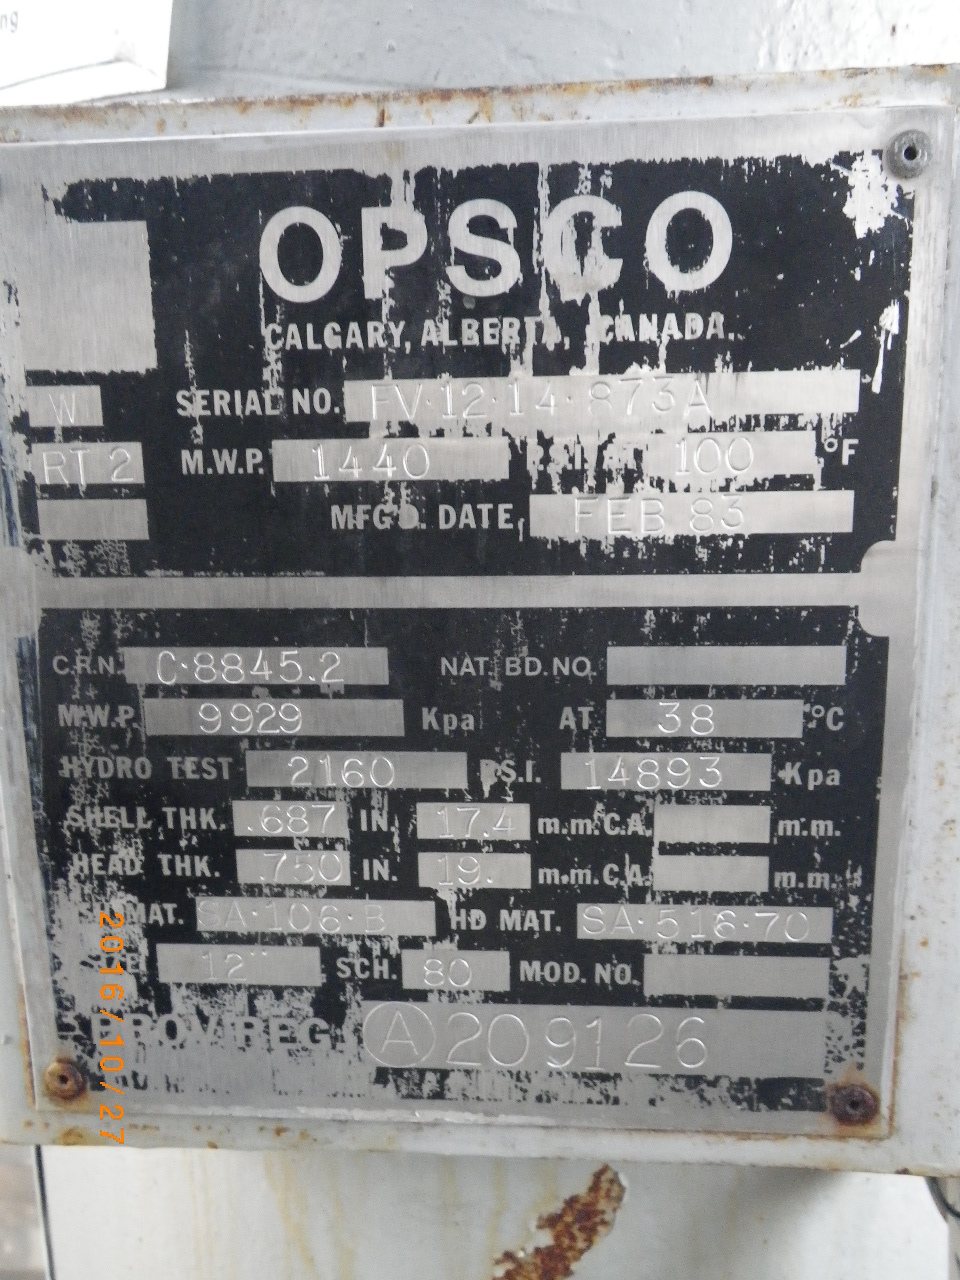 ng
OPSCO
CALGARY, ALBERTA, CANADA.
W SERIAL NO. FV·12·14·873A
RT 2 M.W.P. 1440 P.S.I. AT 100 °F
MFG'D. DATE, FEB 83
C.R.N. C·8845.2 NAT. BD. NO.
M.W.P. 9929 Kpa AT 38 °C
HYDRO TEST 2160 P.S.I. 14893 Kpa
SHELL THK. .687 IN. 17.4 m.m. C.A. m.m.
HEAD THK. .750 IN. 19. m.m. C.A. m.m.
MAT. SA·106·B HD MAT. SA·516·70
12" SCH. 80 MOD. NO.
PROV. REG. A 209126
2016/10/27